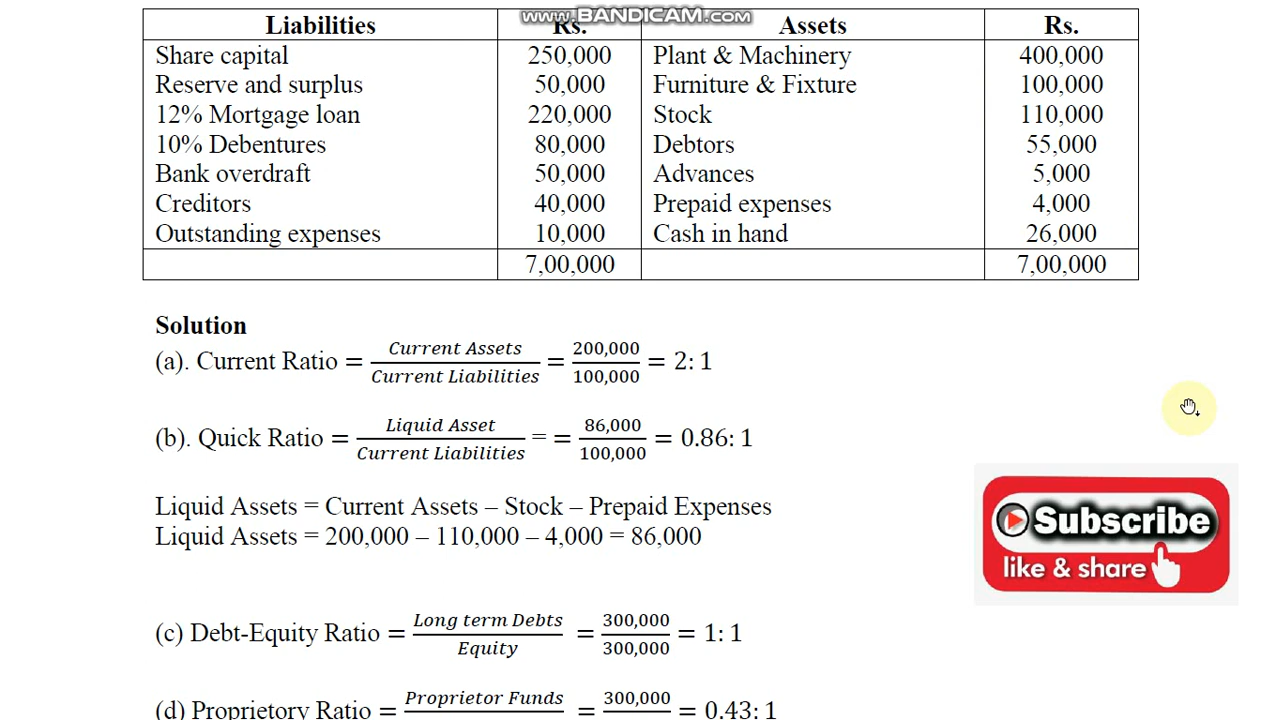 www.BANDICAM.com
Liabilities Rs. Assets Rs.
Share capital 250,000 Plant & Machinery 400,000
Reserve and surplus 50,000 Furniture & Fixture 100,000
12% Mortgage loan 220,000 Stock 110,000
10% Debentures 80,000 Debtors 55,000
Bank overdraft 50,000 Advances 5,000
Creditors 40,000 Prepaid expenses 4,000
Outstanding expenses 10,000 Cash in hand 26,000
7,00,000 7,00,000
Solution
(a). Current Ratio = Current Assets / Current Liabilities = 200,000 / 100,000 = 2: 1
(b). Quick Ratio = Liquid Asset / Current Liabilities = = 86,000 / 100,000 = 0.86: 1
Liquid Assets = Current Assets – Stock – Prepaid Expenses
Liquid Assets = 200,000 – 110,000 – 4,000 = 86,000
Subscribe
like & share
(c) Debt-Equity Ratio = Long term Debts / Equity = 300,000 / 300,000 = 1: 1
(d) Proprietory Ratio = Proprietor Funds = 300,000 = 0.43: 1